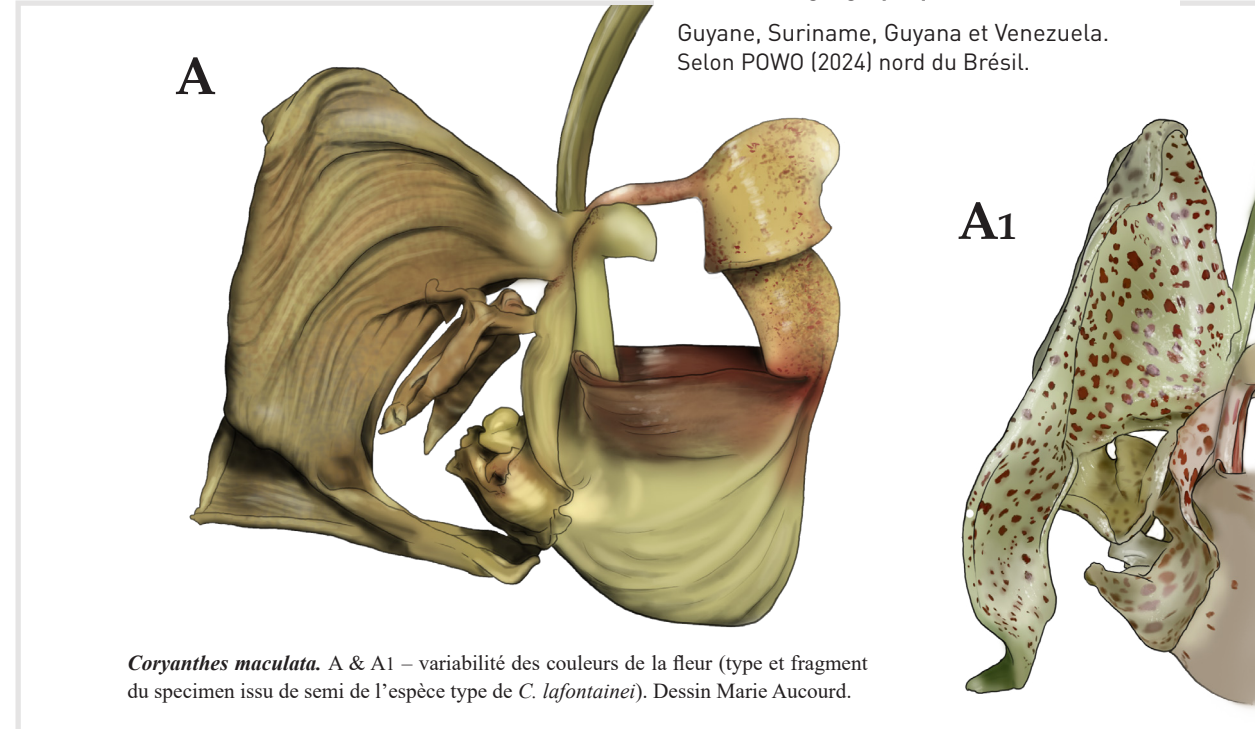 Guyane, Suriname, Guyana et Venezuela.
Selon POWO (2024) nord du Brésil.
A
A1
Coryanthes maculata. A & A1 – variabilité des couleurs de la fleur (type et fragment
du specimen issu de semi de l’espèce type de C. lafontainei). Dessin Marie Aucourd.